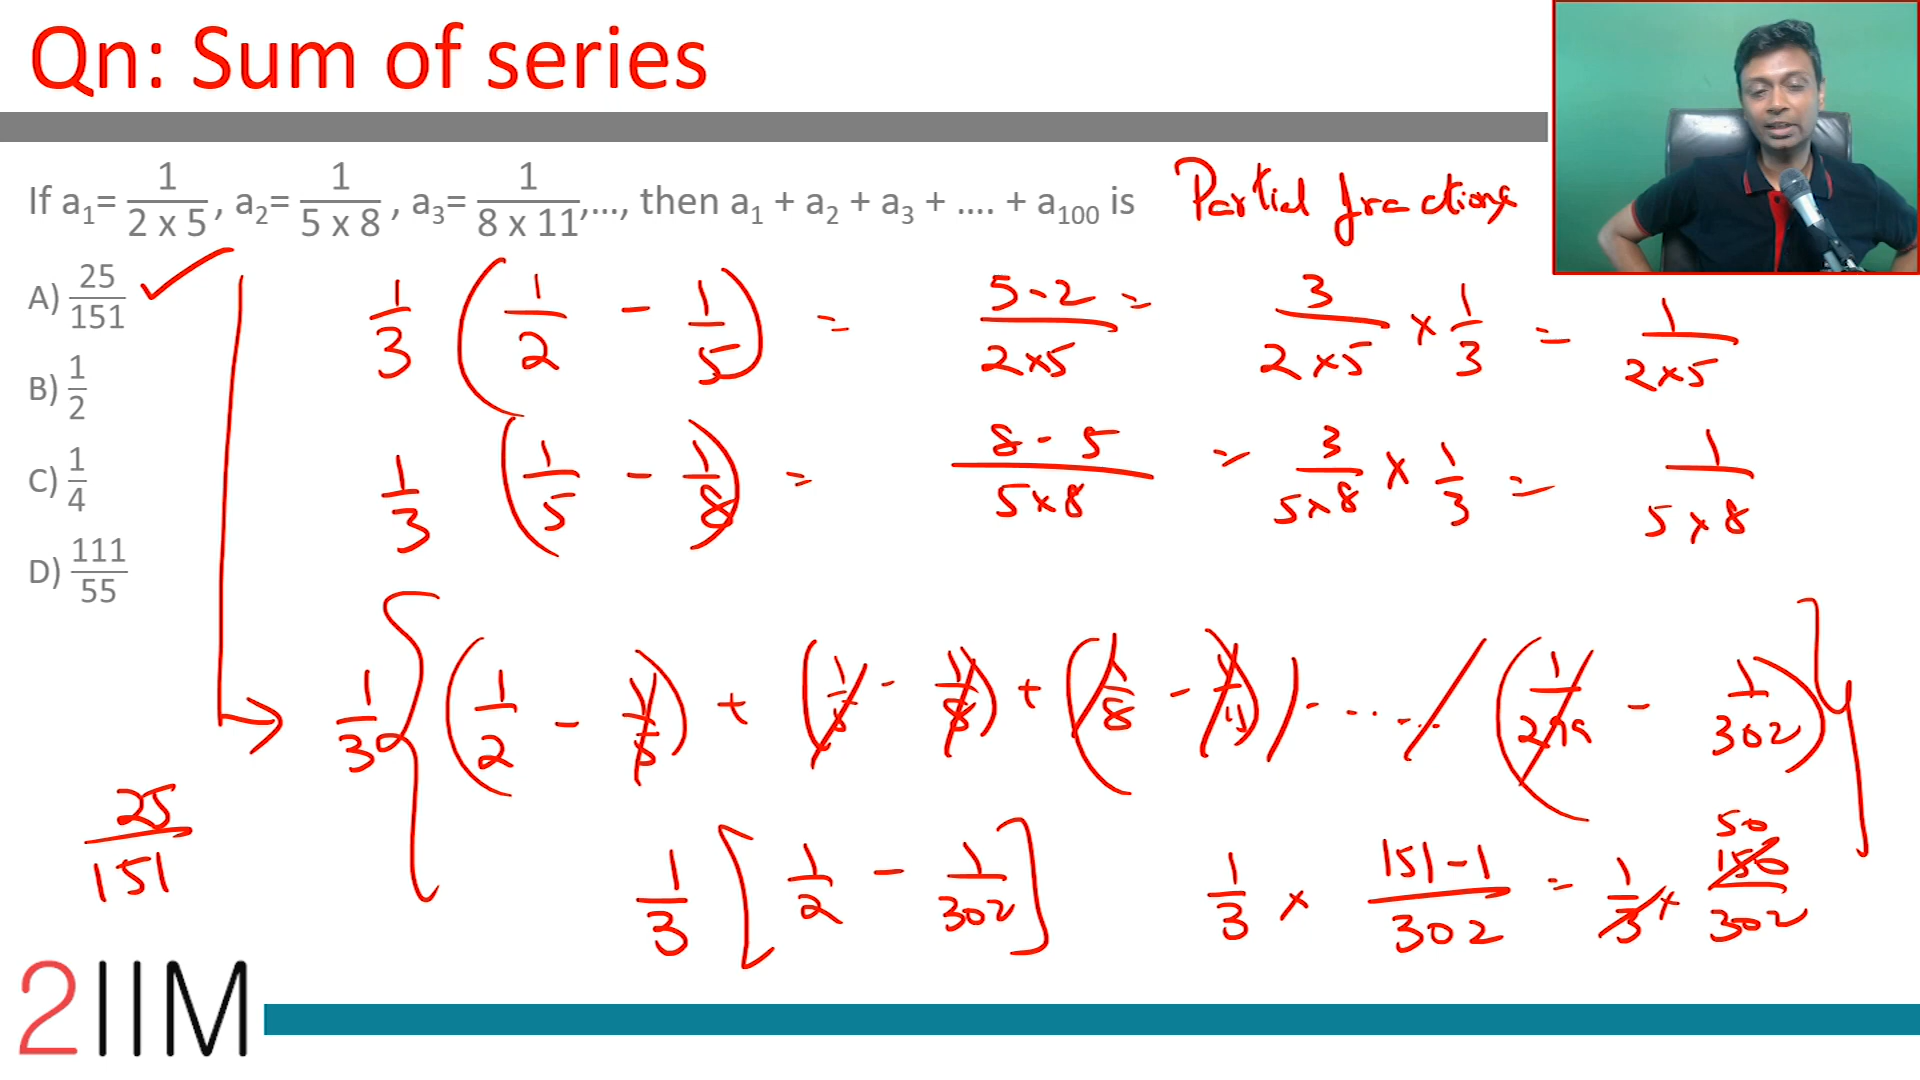 Qn: Sum of series
If a₁= 1/(2 x 5), a₂= 1/(5 x 8), a₃= 1/(8 x 11),..., then a₁ + a₂ + a₃ + .... + a₁₀₀ is
Partial fractions
A) 25/151 ✓
B) 1/2
C) 1/4
D) 111/55
1/3 (1/2 - 1/5) = (5-2)/(2×5) = 3/(2×5) × 1/3 = 1/(2×5)
1/3 (1/5 - 1/8) = (8-5)/(5×8) = 3/(5×8) × 1/3 = 1/(5×8)
1/3 { (1/2 - 1/5) + (1/5 - 1/8) + (1/8 - 1/11) ...... (1/299 - 1/302) }
1/3 [1/2 - 1/302] 1/3 × (151-1)/302 = 1/3 × 150/302 50
25/151
2IIM